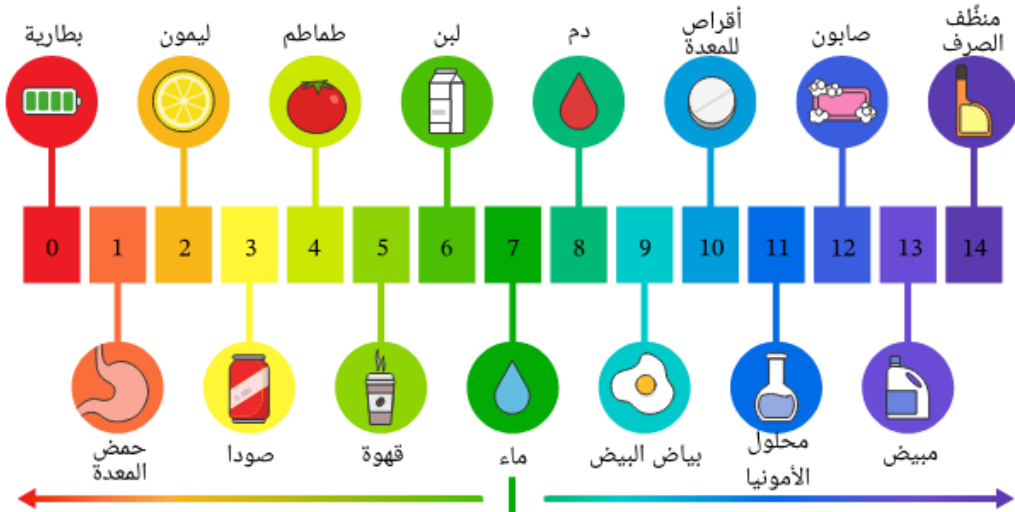 بطارية
ليمون
طماطم
لبن
دم
أقراص
للمعدة
صابون
منظّف
الصرف
0 1 2 3 4 5 6 7 8 9 10 11 12 13 14
حمض
المعدة
صودا
قهوة
ماء
بياض البيض
محلول
الأمونيا
مبيض